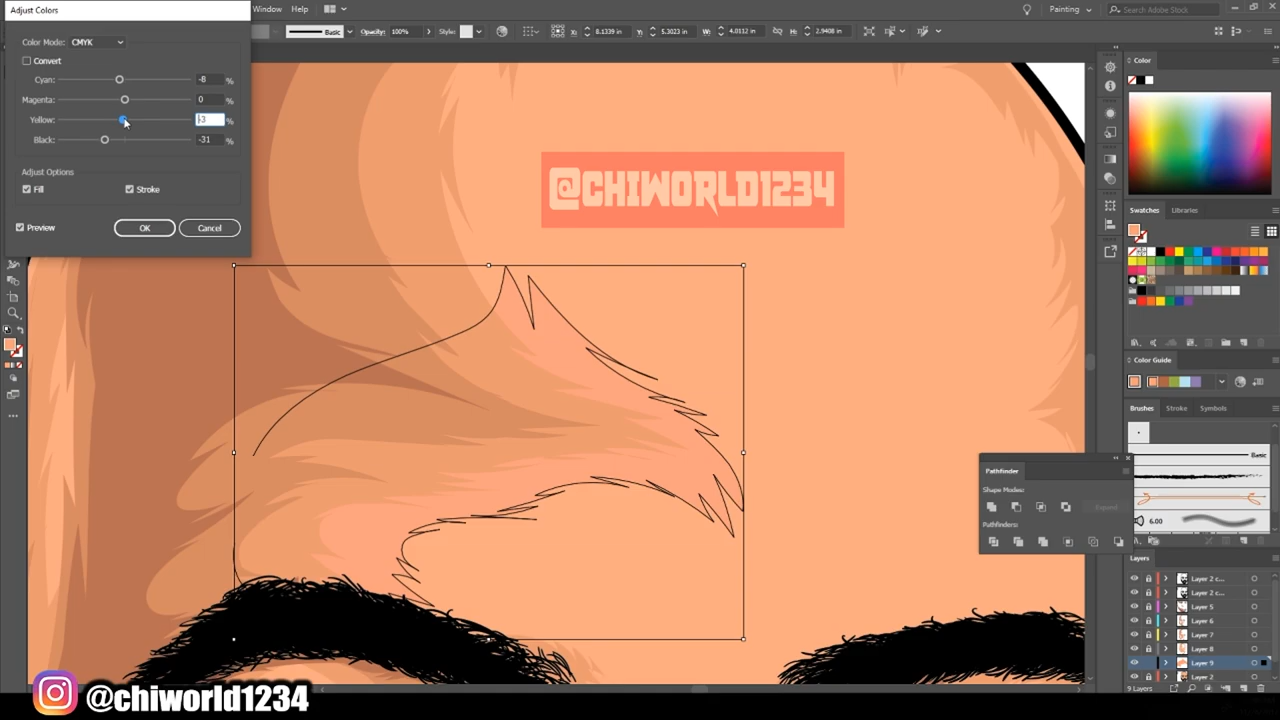 Adjust Colors
Window Help
Painting
Search Adobe Stock
Basic
Opacity: 100%
Style:
X: 8.1339 in
Y: 5.3023 in
W: 4.0112 in
H: 2.9408 in
Color Mode: CMYK
Convert
Cyan: -8 %
Magenta: 0 %
Yellow: -3 %
Black: -31 %
Adjust Options
Fill Stroke
Preview
OK Cancel
@CHIWORLD1234
Color
Swatches Libraries
Color Guide
Brushes Stroke Symbols
Basic
6.00
Pathfinder
Shape Modes:
Expand
Pathfinders:
Layers
Layer 2 c...
Layer 2 c...
Layer 5
Layer 6
Layer 7
Layer 8
Layer 9
Layer 2
9 Layers
@chiworld1234